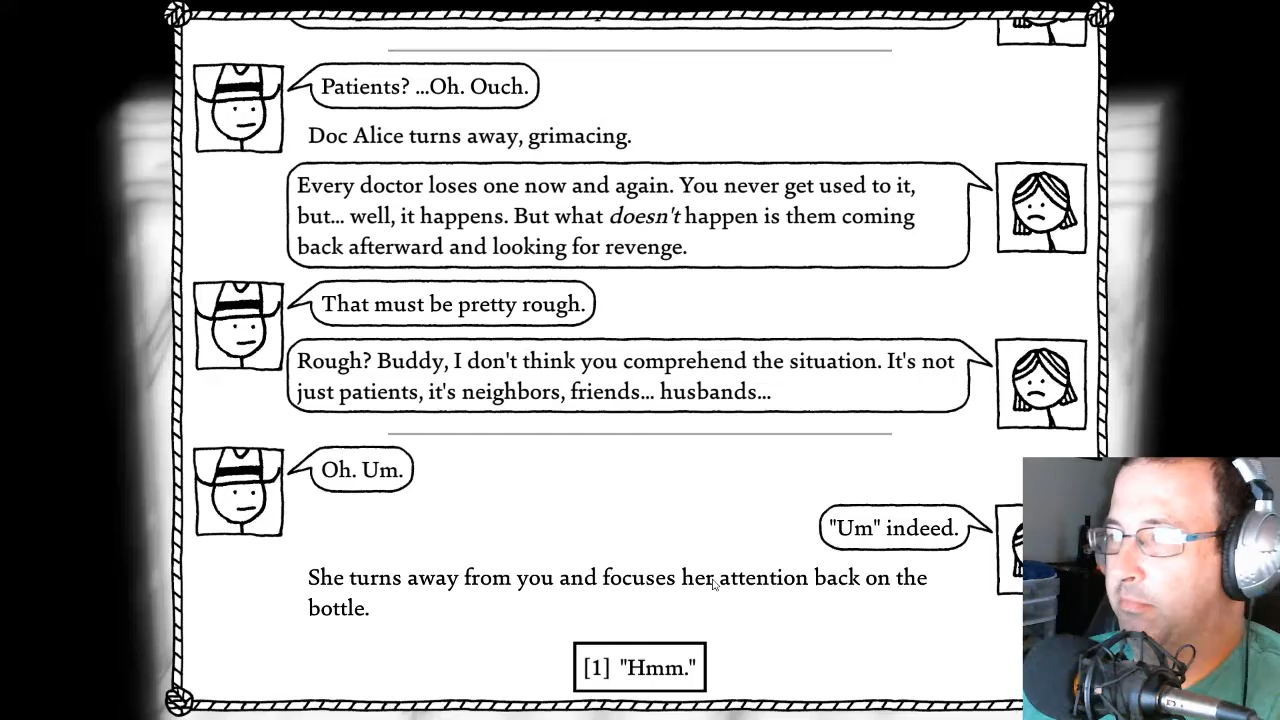 Patients? ...Oh. Ouch.
Doc Alice turns away, grimacing.
Every doctor loses one now and again. You never get used to it,
but... well, it happens. But what doesn't happen is them coming
back afterward and looking for revenge.
That must be pretty rough.
Rough? Buddy, I don't think you comprehend the situation. It's not
just patients, it's neighbors, friends... husbands...
Oh. Um.
"Um" indeed.
She turns away from you and focuses her attention back on the
bottle.
[1] "Hmm."